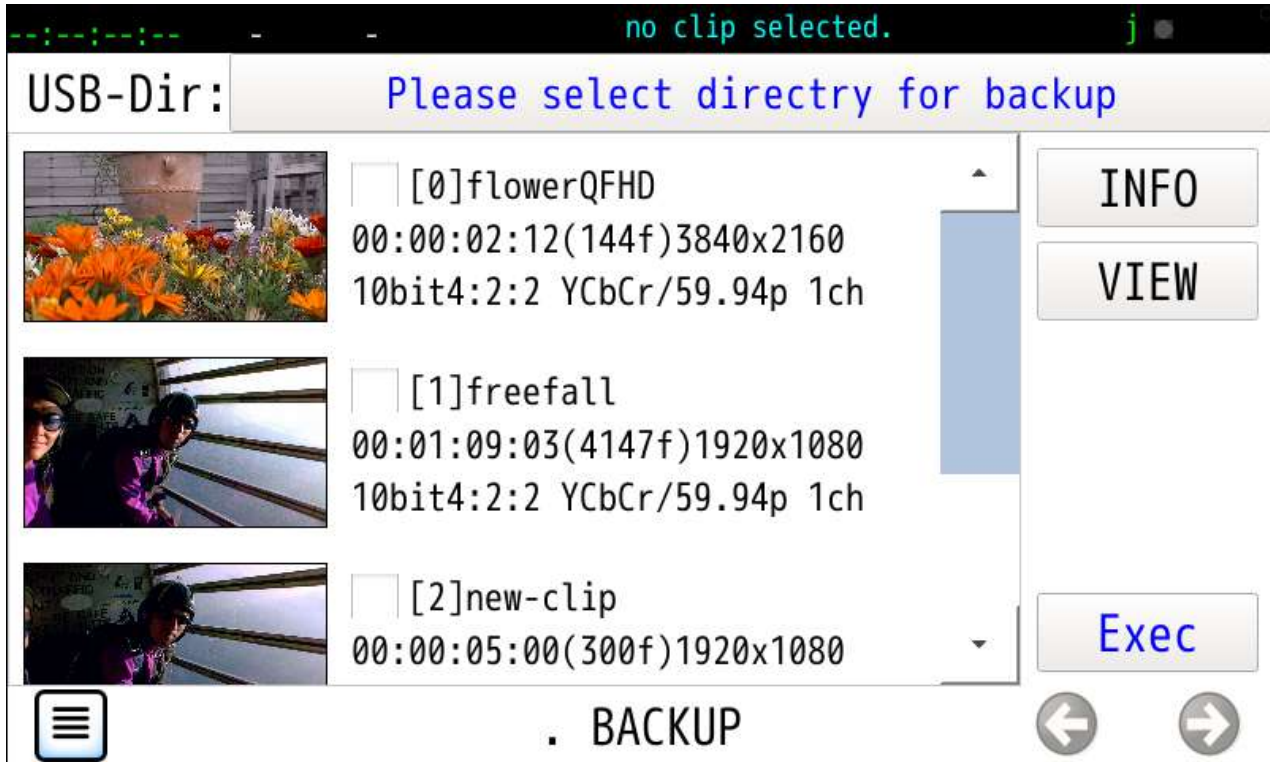 --:--:--:-- - - no clip selected. j
USB-Dir: Please select directry for backup
[0]flowerQFHD
00:00:02:12(144f)3840x2160
10bit4:2:2 YCbCr/59.94p 1ch
[1]freefall
00:01:09:03(4147f)1920x1080
10bit4:2:2 YCbCr/59.94p 1ch
[2]new-clip
00:00:05:00(300f)1920x1080
INFO
VIEW
Exec
. BACKUP